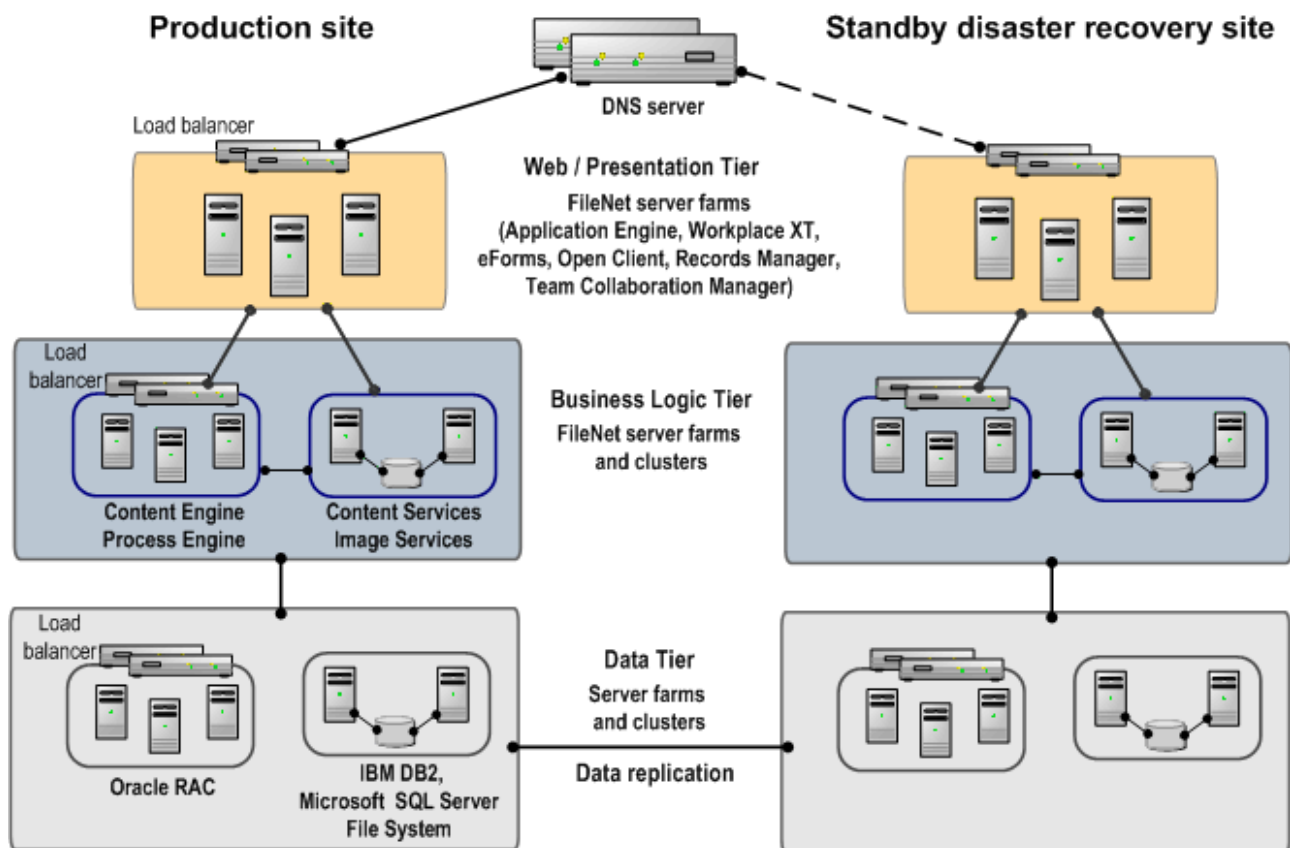 Production site
Standby disaster recovery site
DNS server
Load balancer
Web / Presentation Tier
FileNet server farms
(Application Engine, Workplace XT,
eForms, Open Client, Records Manager,
Team Collaboration Manager)
Load
balancer
Business Logic Tier
FileNet server farms
and clusters
Content Engine
Process Engine
Content Services
Image Services
Load
balancer
Data Tier
Server farms
and clusters
Data replication
Oracle RAC
IBM DB2,
Microsoft SQL Server
File System